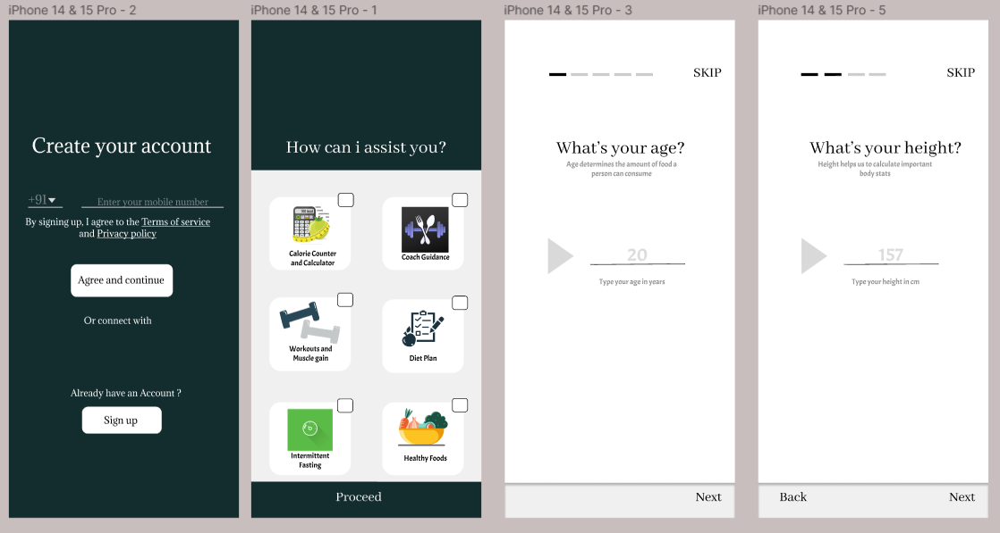 iPhone 14 & 15 Pro - 2
Create your account
+91
Enter your mobile number
By signing up, I agree to the Terms of service
and Privacy policy
Agree and continue
Or connect with
Already have an Account ?
Sign up
iPhone 14 & 15 Pro - 1
How can i assist you?
Calorie Counter
and Calculator
Coach Guidance
Workouts and
Muscle gain
Diet Plan
Intermittent
Fasting
Healthy Foods
Proceed
iPhone 14 & 15 Pro - 3
SKIP
What's your age?
Age determines the amount of food a
person can consume
20
Type your age in years
Next
iPhone 14 & 15 Pro - 5
SKIP
What's your height?
Height helps us to calculate important
body stats
157
Type your height in cm
Back
Next